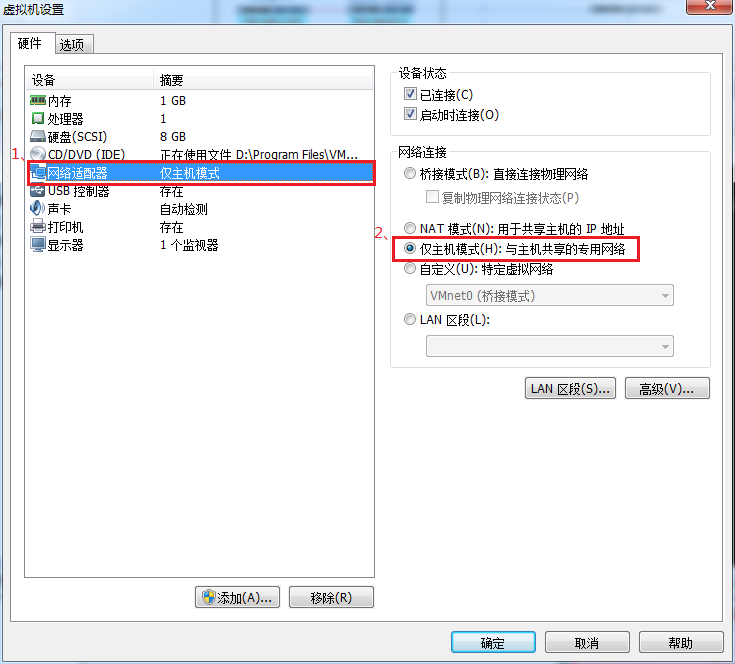 虚拟机设置
硬件 选项
设备 摘要
内存 1 GB
处理器 1
硬盘(SCSI) 8 GB
1、 CD/DVD (IDE) 正在使用文件 D:\Program Files\VM...
网络适配器 仅主机模式
USB 控制器 存在
声卡 自动检测
打印机 存在
显示器 1 个监视器
添加(A)... 移除(R)
设备状态
已连接(C)
启动时连接(O)
网络连接
桥接模式(B): 直接连接物理网络
复制物理网络连接状态(P)
NAT 模式(N): 用于共享主机的 IP 地址
2、 仅主机模式(H): 与主机共享的专用网络
自定义(U): 特定虚拟网络
VMnet0 (桥接模式)
LAN 区段(L):
LAN 区段(S)... 高级(V)...
确定 取消 帮助